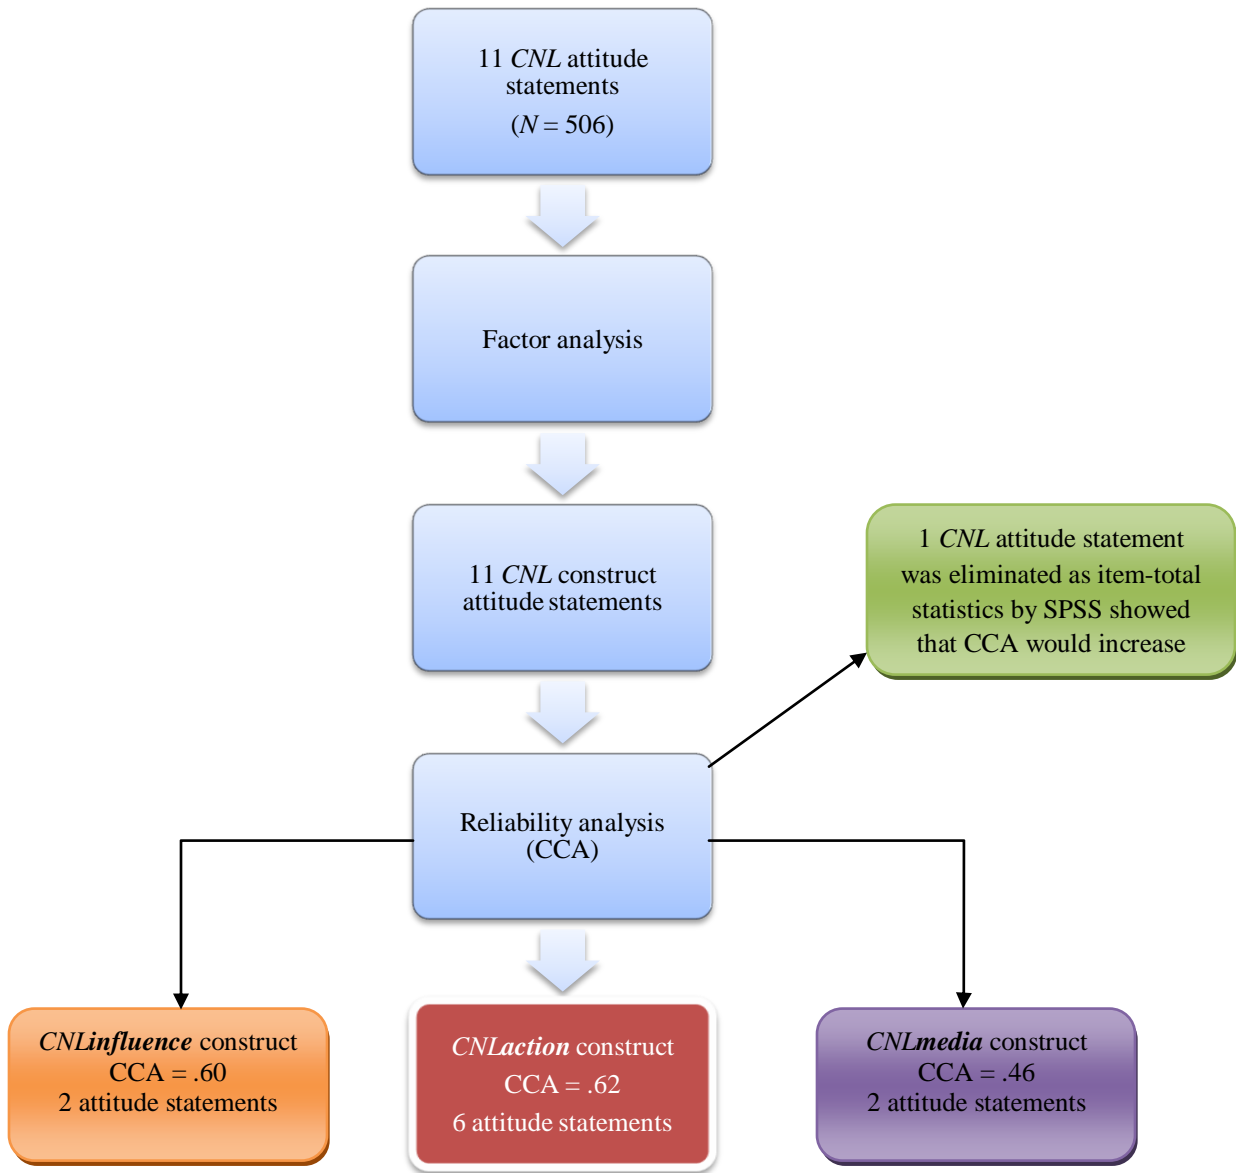 11 CNL attitude
statements
(N = 506)
Factor analysis
11 CNL construct
attitude statements
1 CNL attitude statement
was eliminated as item-total
statistics by SPSS showed
that CCA would increase
Reliability analysis
(CCA)
CNLinfluence construct
CCA = .60
2 attitude statements
CNLaction construct
CCA = .62
6 attitude statements
CNLmedia construct
CCA = .46
2 attitude statements